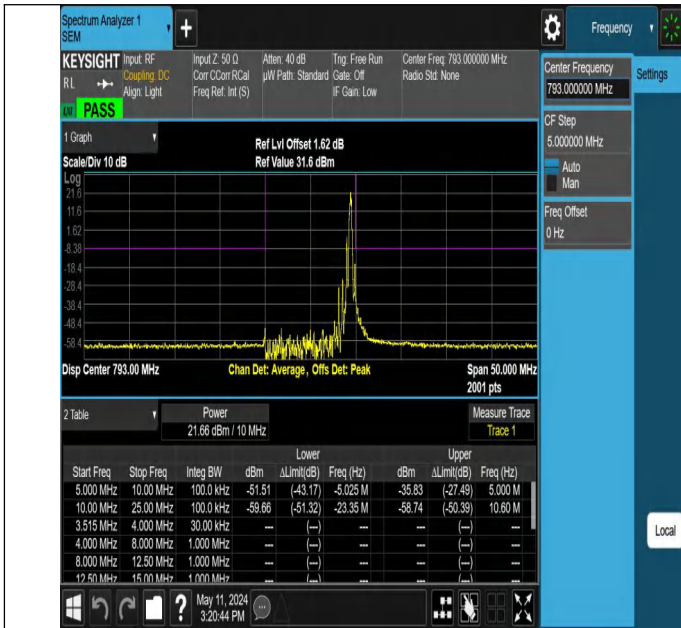 Spectrum Analyzer 1
SEM
+
Frequency
KEYSIGHT
RL
PASS
Input: RF
Coupling: DC
Align: Light
Input Z: 50 Ω
Corr CCorr RCal
Freq Ref: Int (S)
Atten: 40 dB
µW Path: Standard
Trig: Free Run
Gate: Off
IF Gain: Low
Center Freq: 793.000000 MHz
Radio Std: None
Center Frequency
793.000000 MHz
Settings
CF Step
5.000000 MHz
Auto
Man
Freq Offset
0 Hz
1 Graph
Scale/Div 10 dB
Ref Lvl Offset 1.62 dB
Ref Value 31.6 dBm
Log
21.6
11.6
1.62
-8.38
-18.4
-28.4
-38.4
-48.4
-58.4
Disp Center 793.00 MHz
Chan Det: Average, Offs Det: Peak
Span 50.000 MHz
2001 pts
2 Table
Power
21.66 dBm / 10 MHz
Measure Trace
Trace 1
Lower Upper
Start Freq Stop Freq Integ BW dBm ΔLimit(dB) Freq (Hz) dBm ΔLimit(dB) Freq (Hz)
5.000 MHz 10.00 MHz 100.0 kHz -51.51 (-43.17) -5.025 M -35.83 (-27.49) 5.000 M
10.00 MHz 25.00 MHz 100.0 kHz -59.66 (-51.32) -23.35 M -58.74 (-50.39) 10.60 M
3.515 MHz 4.000 MHz 30.00 kHz --- (---) --- --- (---) ---
4.000 MHz 8.000 MHz 1.000 MHz --- (---) --- --- (---) ---
8.000 MHz 12.50 MHz 1.000 MHz --- (---) --- --- (---) ---
12.50 MHz 15.00 MHz 1.000 MHz --- (---) --- --- (---) ---
Local
?
May 11, 2024
3:20:44 PM